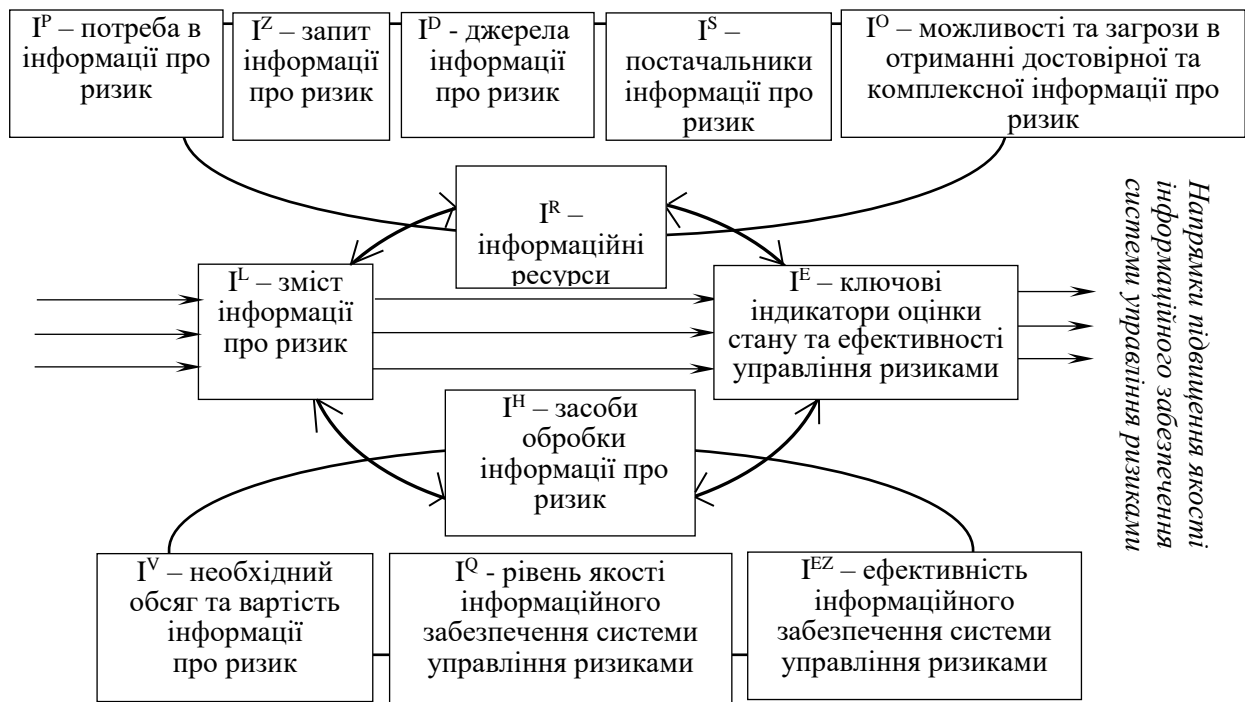 I^P – потреба в
інформації про
ризик
I^Z – запит
інформації
про ризик
I^D - джерела
інформації
про ризик
I^S –
постачальники
інформації про
ризик
I^O – можливості та загрози в
отриманні достовірної та
комплексної інформації про
ризик
I^R –
інформаційні
ресурси
I^L – зміст
інформації
про ризик
I^E – ключові
індикатори оцінки
стану та ефективності
управління ризиками
I^H – засоби
обробки
інформації про
ризик
I^V – необхідний
обсяг та вартість
інформації
про ризик
I^Q - рівень якості
інформаційного
забезпечення системи
управління ризиками
I^EZ – ефективність
інформаційного
забезпечення системи
управління ризиками
Напрямки підвищення якості
інформаційного забезпечення
системи управління ризиками